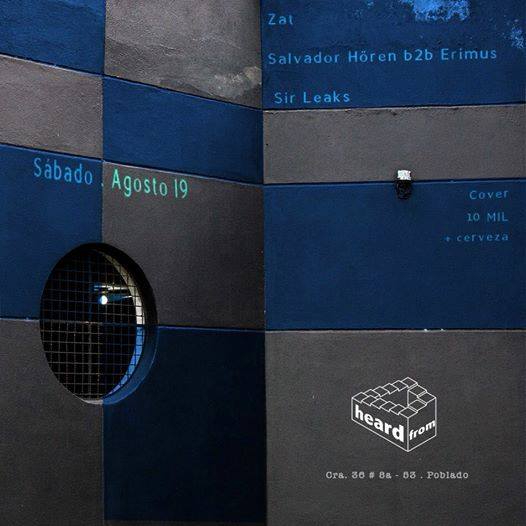 Zat
Salvador Hören b2b Erimus
Sir Leaks
Sábado . Agosto 19
Cover
10 MIL
+ cerveza
heard
from
Cra. 36 # 8a - 53 . Poblado